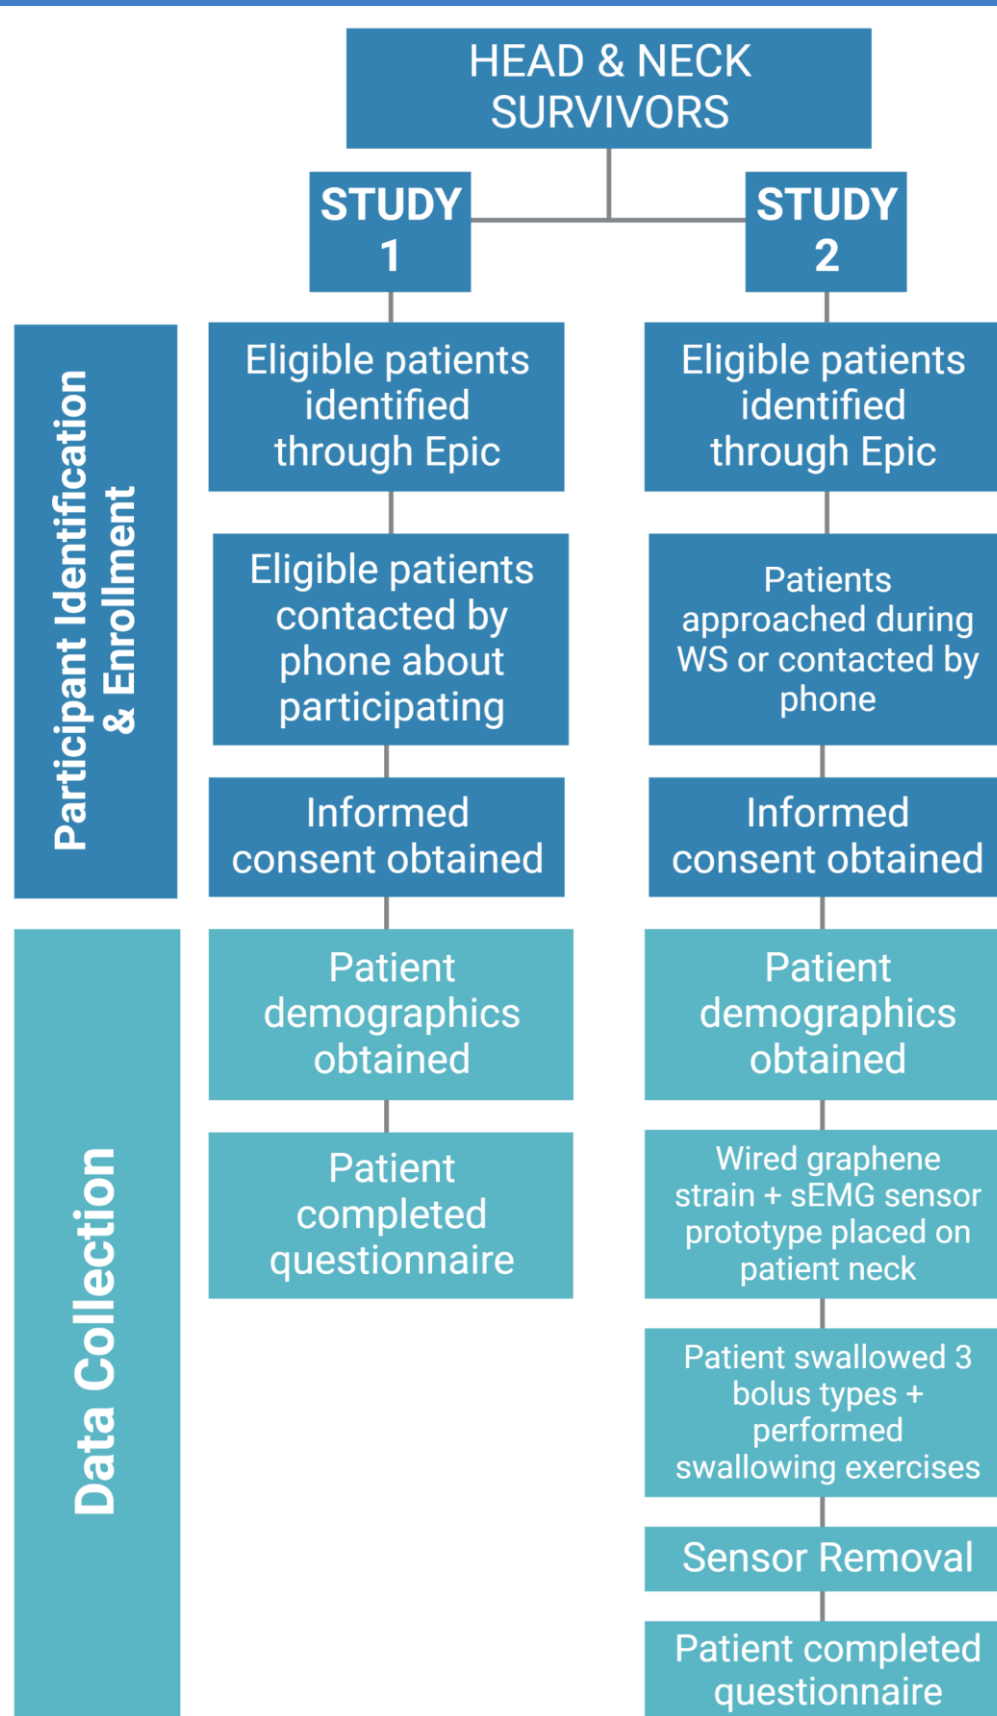 HEAD & NECK
SURVIVORS
STUDY
1
STUDY
2
Participant Identification
& Enrollment
Eligible patients
identified
through Epic
Eligible patients
identified
through Epic
Eligible patients
contacted by
phone about
participating
Patients
approached during
WS or contacted by
phone
Informed
consent obtained
Informed
consent obtained
Data Collection
Patient
demographics
obtained
Patient
demographics
obtained
Patient
completed
questionnaire
Wired graphene
strain + sEMG sensor
prototype placed on
patient neck
Patient swallowed 3
bolus types +
performed
swallowing exercises
Sensor Removal
Patient completed
questionnaire